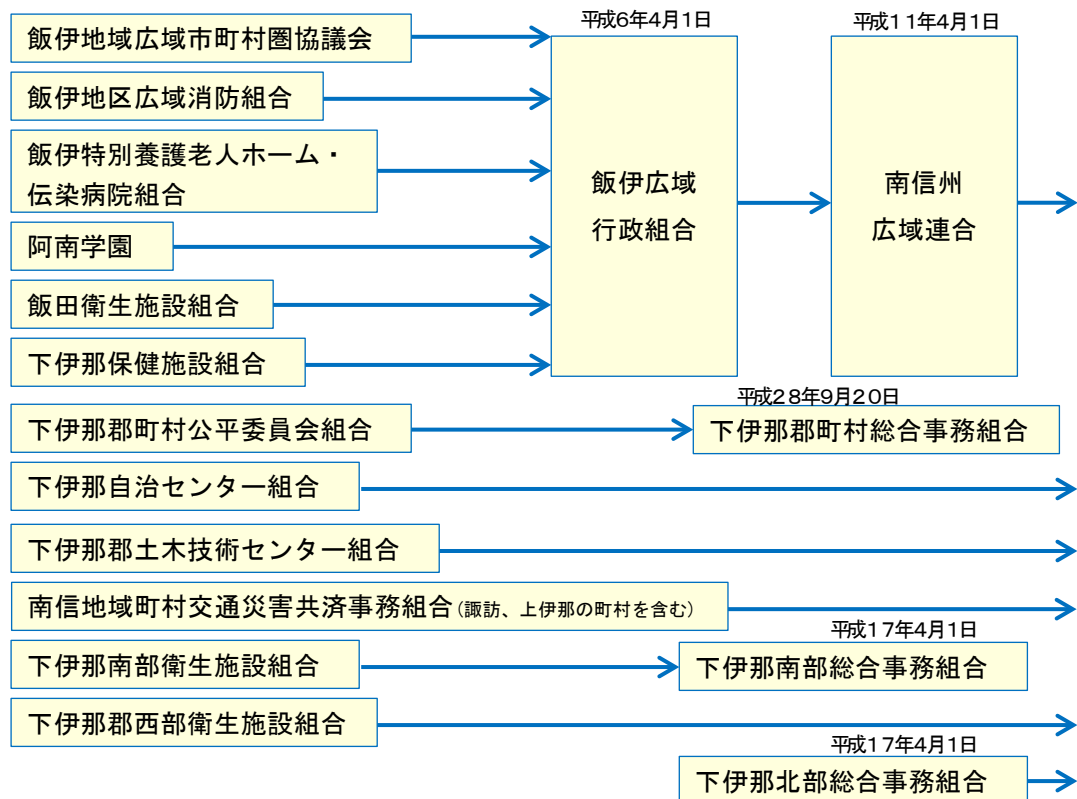 平成6年4月1日
平成11年4月1日
飯伊地域広域市町村圏協議会
飯伊地区広域消防組合
飯伊特別養護老人ホーム・
伝染病院組合
阿南学園
飯田衛生施設組合
下伊那保健施設組合
飯伊広域
行政組合
南信州
広域連合
平成28年9月20日
下伊那郡町村公平委員会組合
下伊那郡町村総合事務組合
下伊那自治センター組合
下伊那郡土木技術センター組合
南信地域町村交通災害共済事務組合(諏訪、上伊那の町村を含む)
平成17年4月1日
下伊那南部衛生施設組合
下伊那南部総合事務組合
下伊那郡西部衛生施設組合
平成17年4月1日
下伊那北部総合事務組合